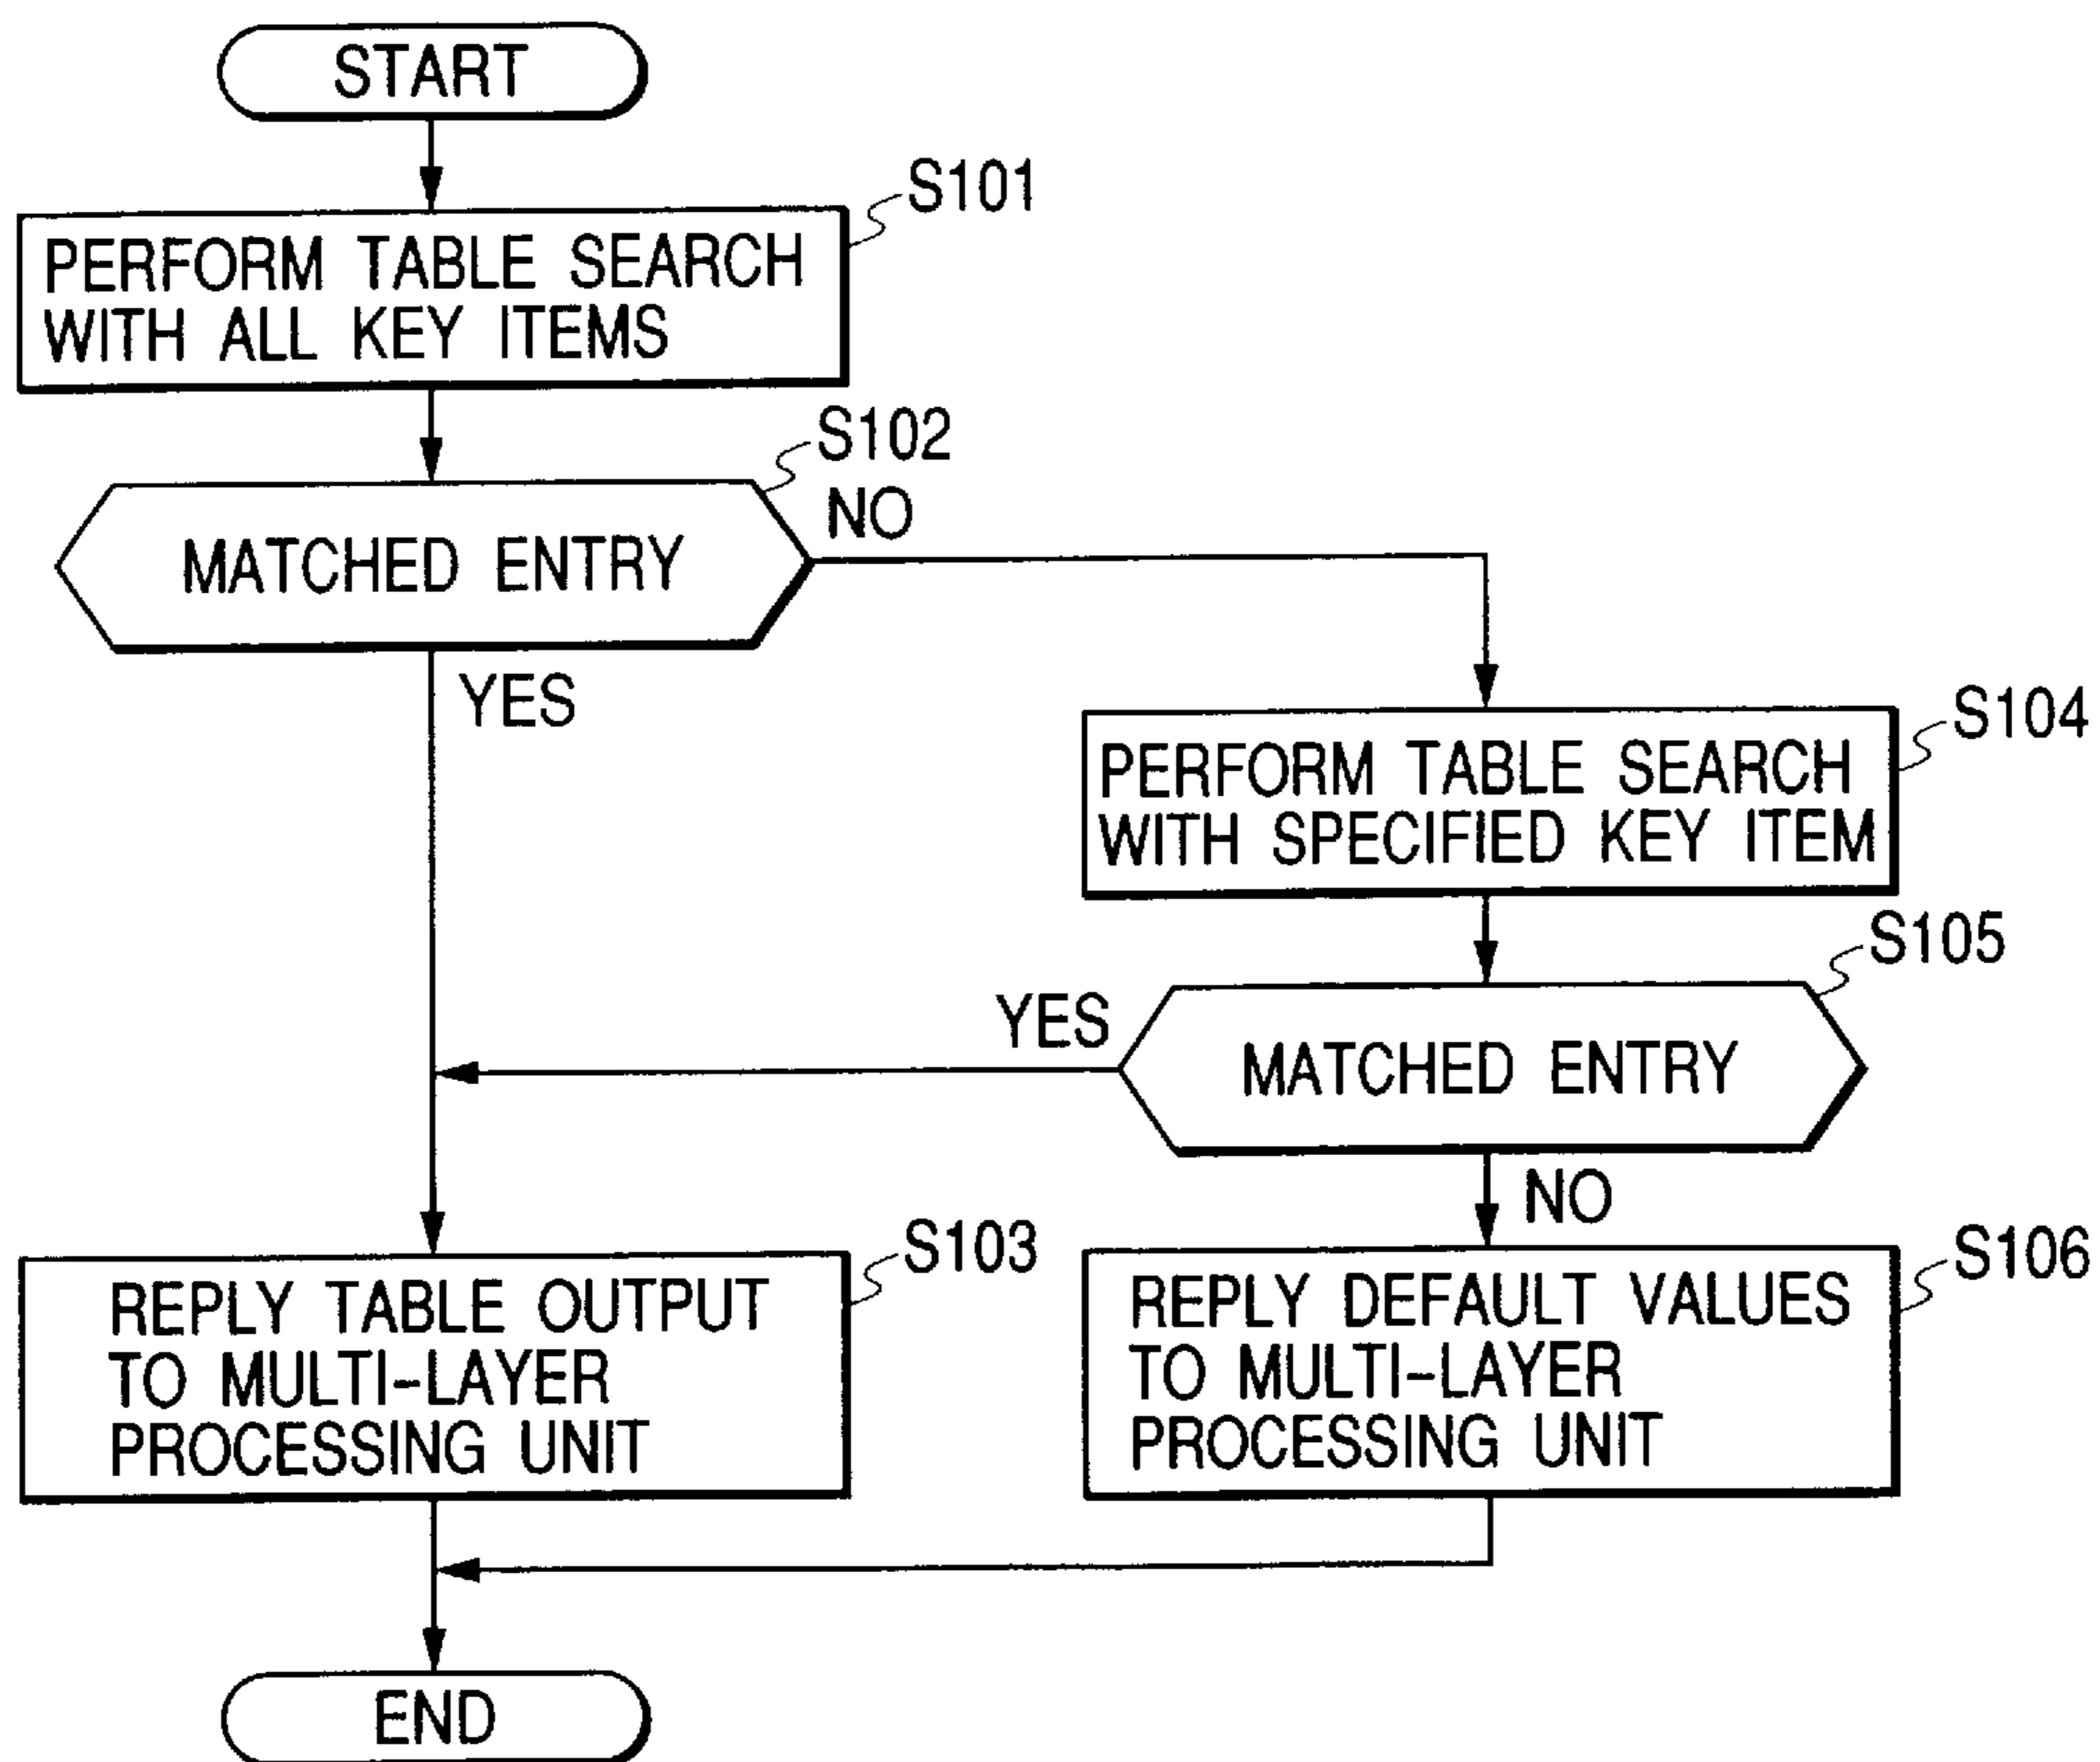 START
S101
PERFORM TABLE SEARCH
WITH ALL KEY ITEMS
S102
NO
MATCHED ENTRY
YES
S104
PERFORM TABLE SEARCH
WITH SPECIFIED KEY ITEM
S105
YES
MATCHED ENTRY
NO
S103
REPLY TABLE OUTPUT
TO MULTI-LAYER
PROCESSING UNIT
S106
REPLY DEFAULT VALUES
TO MULTI-LAYER
PROCESSING UNIT
END